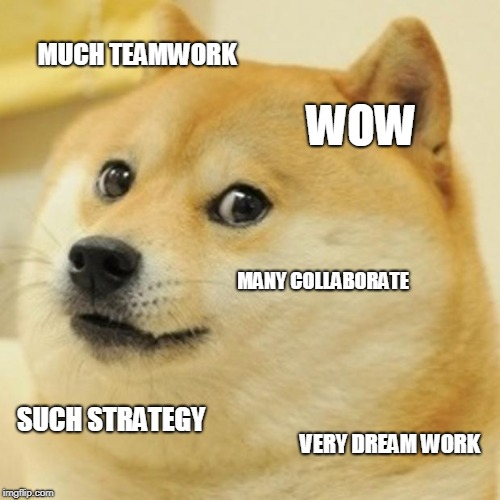 MUCH TEAMWORK
WOW
MANY COLLABORATE
SUCH STRATEGY
VERY DREAM WORK
imgflip.com